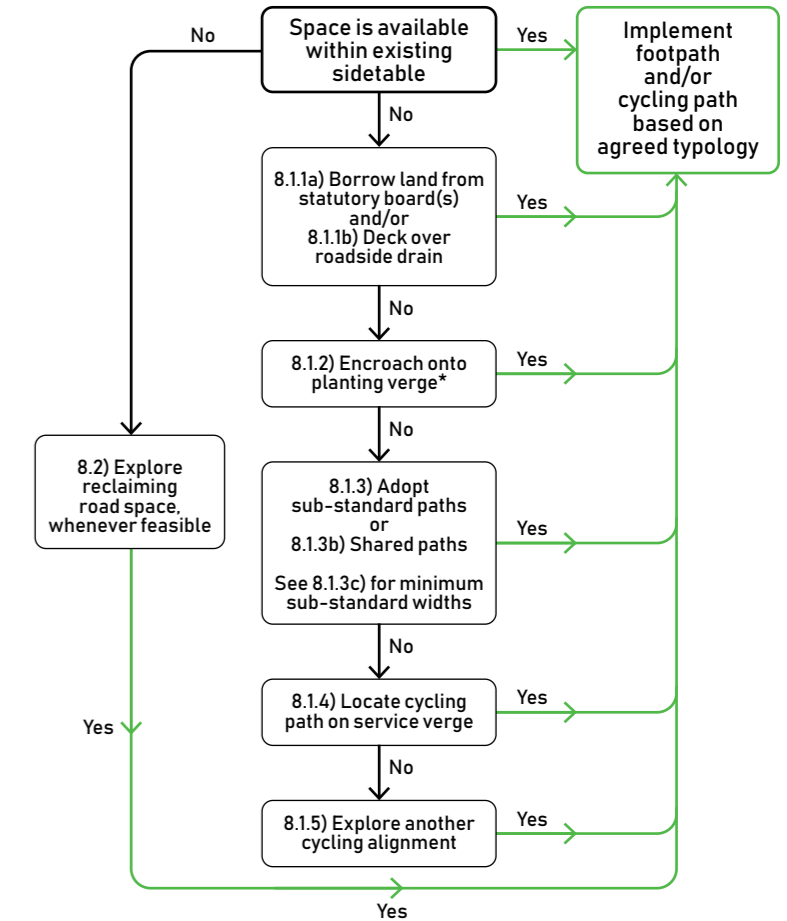 No
Space is available
within existing
sidetable
Yes
Implement
footpath
and/or
cycling path
based on
agreed typology
No
8.1.1a) Borrow land from
statutory board(s)
and/or
8.1.1b) Deck over
roadside drain
Yes
No
8.1.2) Encroach onto
planting verge*
Yes
No
8.2) Explore
reclaiming
road space,
whenever feasible
8.1.3) Adopt
sub-standard paths
or
8.1.3b) Shared paths
See 8.1.3c) for minimum
sub-standard widths
Yes
No
8.1.4) Locate cycling
path on service verge
Yes
Yes
No
8.1.5) Explore another
cycling alignment
Yes
Yes